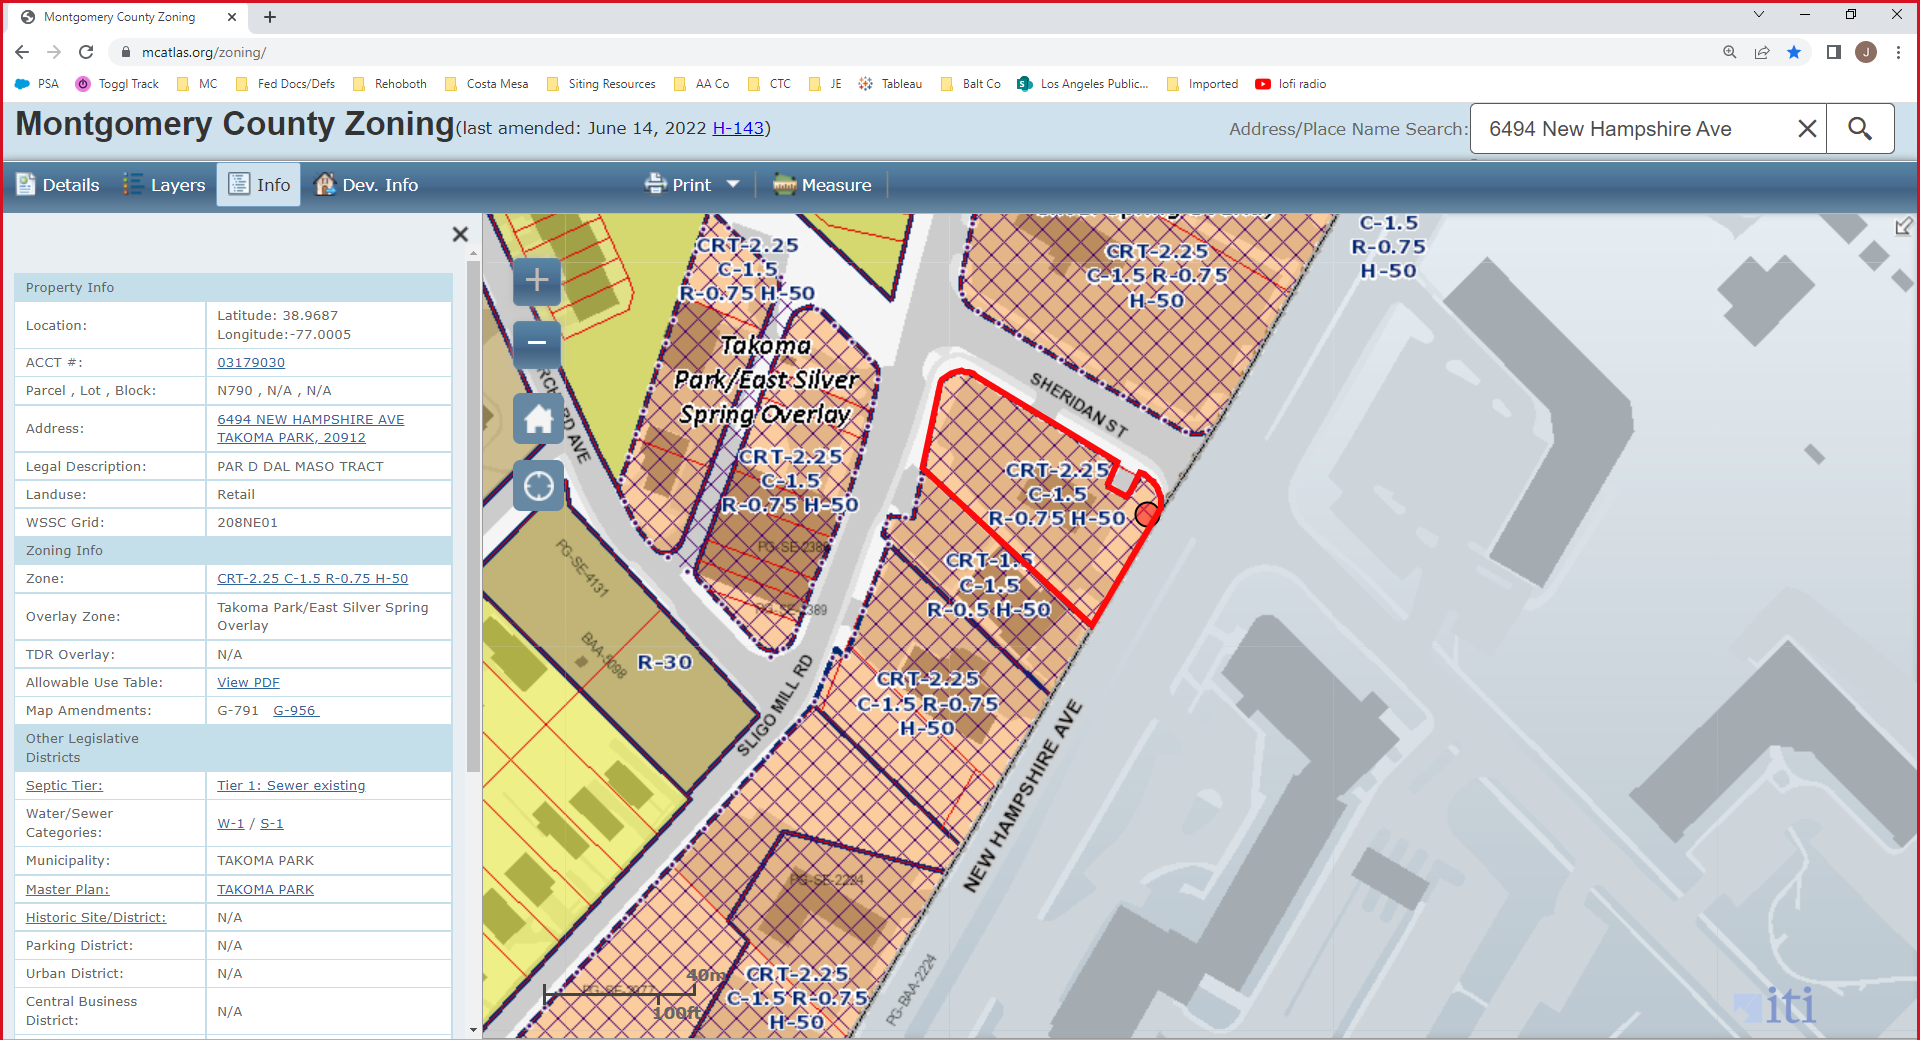 Montgomery County Zoning
mcatlas.org/zoning/
J
PSA
Toggl Track
MC
Fed Docs/Defs
Rehoboth
Costa Mesa
Siting Resources
AA Co
CTC
JE
Tableau
Balt Co
Los Angeles Public...
Imported
lofi radio
Montgomery County Zoning (last amended: June 14, 2022 H-143)
Address/Place Name Search: 6494 New Hampshire Ave
Details
Layers
Info
Dev. Info
Print
Measure
Property Info
Location: Latitude: 38.9687
Longitude:-77.0005
ACCT #: 03179030
Parcel , Lot , Block: N790 , N/A , N/A
Address: 6494 NEW HAMPSHIRE AVE
TAKOMA PARK, 20912
Legal Description: PAR D DAL MASO TRACT
Landuse: Retail
WSSC Grid: 208NE01
Zoning Info
Zone: CRT-2.25 C-1.5 R-0.75 H-50
Overlay Zone: Takoma Park/East Silver Spring
Overlay
TDR Overlay: N/A
Allowable Use Table: View PDF
Map Amendments: G-791 G-956
Other Legislative
Districts
Septic Tier: Tier 1: Sewer existing
Water/Sewer
Categories: W-1 / S-1
Municipality: TAKOMA PARK
Master Plan: TAKOMA PARK
Historic Site/District: N/A
Parking District: N/A
Urban District: N/A
Central Business
District: N/A
CRT-2.25
C-1.5
R-0.75 H-50
Takoma
Park/East Silver
Spring Overlay
CRT-2.25
C-1.5
R-0.75 H-50
CRT-2.25
C-1.5 R-0.75
H-50
C-1.5
R-0.75
H-50
SHERIDAN ST
CRT-2.25
C-1.5
R-0.75 H-50
CRT-1.5
C-1.5
R-0.5 H-50
CRT-2.25
C-1.5 R-0.75
H-50
PG-SE-4131
BAA-5098
R-30
SLIGO MILL RD
NEW HAMPSHIRE AVE
PG-SE-2224
PG-BAA-2224
CRT-2.25
C-1.5 R-0.75
H-50
40m
100ft
iti